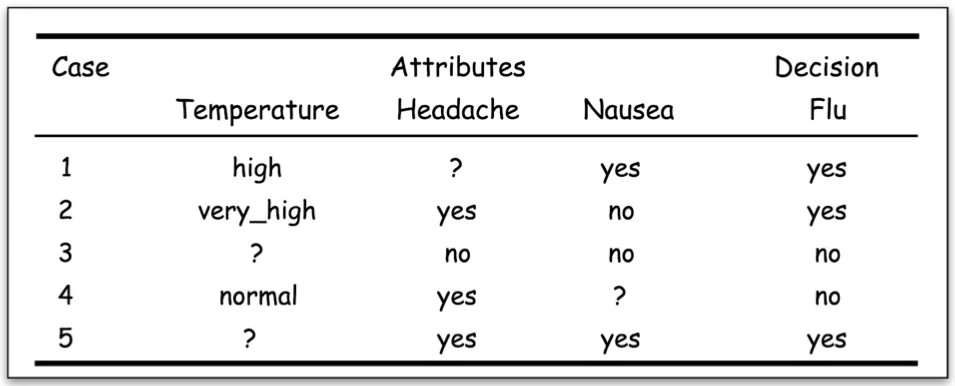 Case Attributes Decision
Temperature Headache Nausea Flu
1 high ? yes yes
2 very_high yes no yes
3 ? no no no
4 normal yes ? no
5 ? yes yes yes